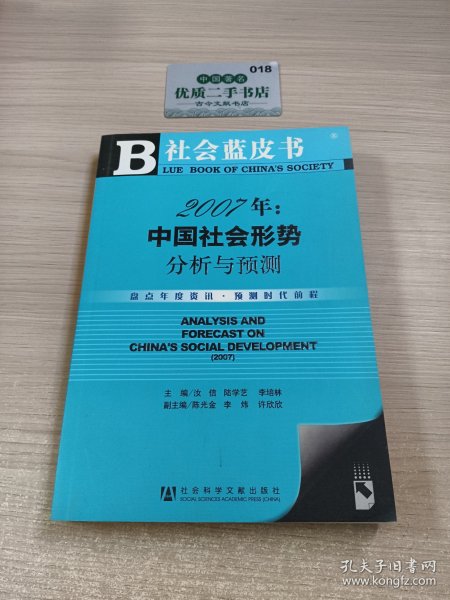 018
中国著名
优质二手书店
古今文献书店
B 社会蓝皮书
LUE BOOK OF CHINA'S SOCIETY
2007年:
中国社会形势
分析与预测
盘点年度资讯·预测时代前程
ANALYSIS AND
FORECAST ON
CHINA'S SOCIAL DEVELOPMENT
(2007)
主 编/汝 信 陆学艺 李培林
副主编/陈光金 李 炜 许欣欣
社会科学文献出版社
SOCIAL SCIENCES ACADEMIC PRESS (CHINA)
孔夫子旧书网
www.kongfz.com